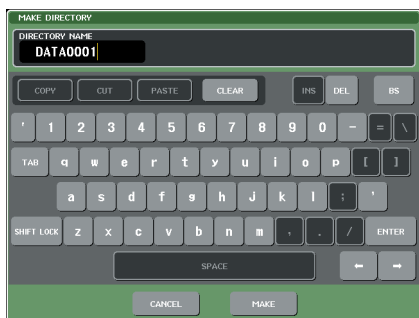 MAKE DIRECTORY
DIRECTORY NAME
DATA0001
COPY CUT PASTE CLEAR INS DEL BS
' 1 2 3 4 5 6 7 8 9 0 - = \
TAB q w e r t y u i o p [ ]
a s d f g h j k l ; '
SHIFT LOCK z x c v b n m , . / ENTER
SPACE ← →
CANCEL MAKE